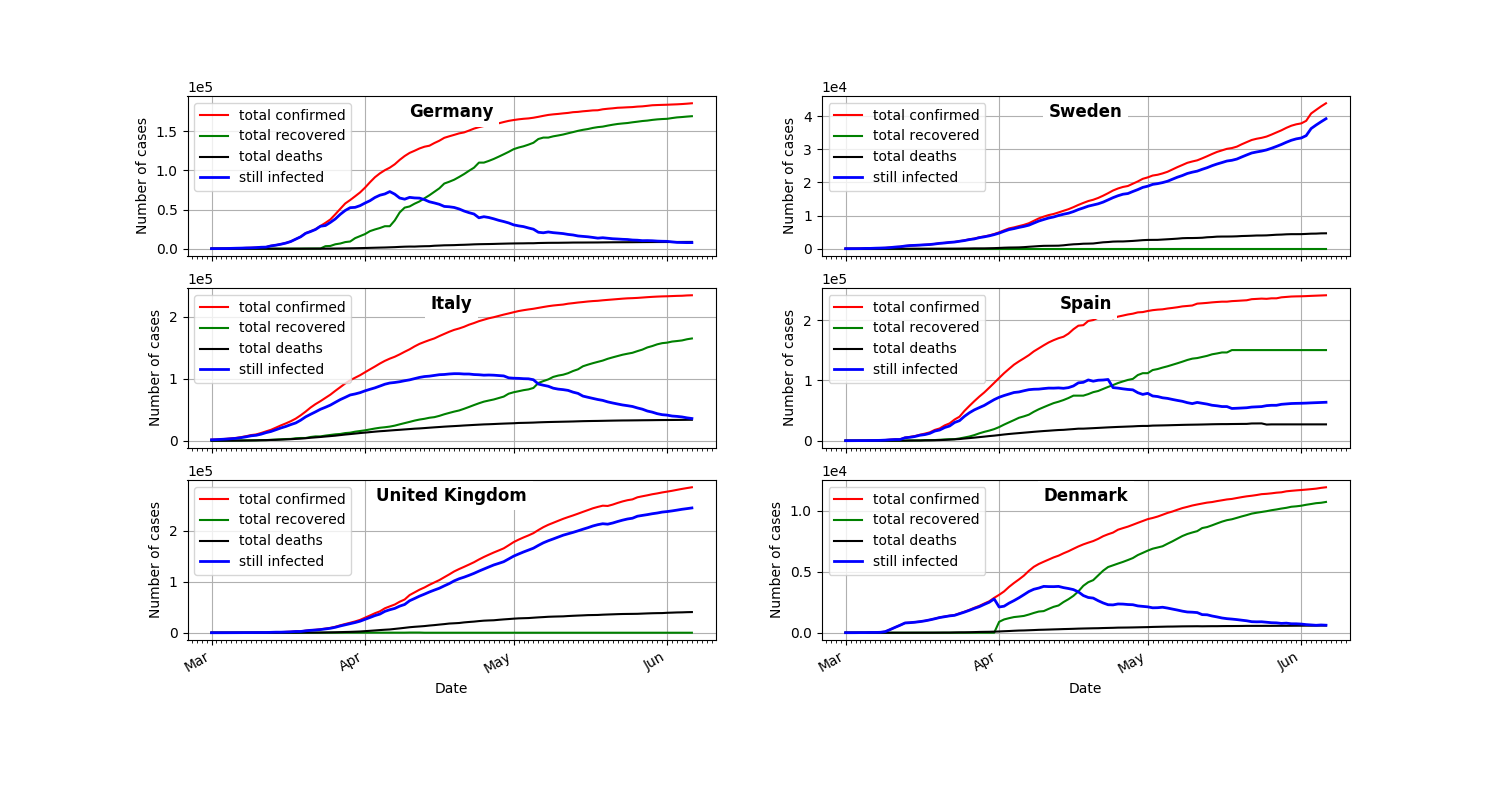 1e5
Germany
Number of cases
1.5
1.0
0.5
0.0
total confirmed
total recovered
total deaths
still infected
1e4
Sweden
Number of cases
4
3
2
1
0
total confirmed
total recovered
total deaths
still infected
1e5
Italy
Number of cases
2
1
0
total confirmed
total recovered
total deaths
still infected
1e5
Spain
Number of cases
2
1
0
total confirmed
total recovered
total deaths
still infected
1e5
United Kingdom
Number of cases
2
1
0
total confirmed
total recovered
total deaths
still infected
Mar Apr May Jun
Date
1e4
Denmark
Number of cases
1.0
0.5
0.0
total confirmed
total recovered
total deaths
still infected
Mar Apr May Jun
Date